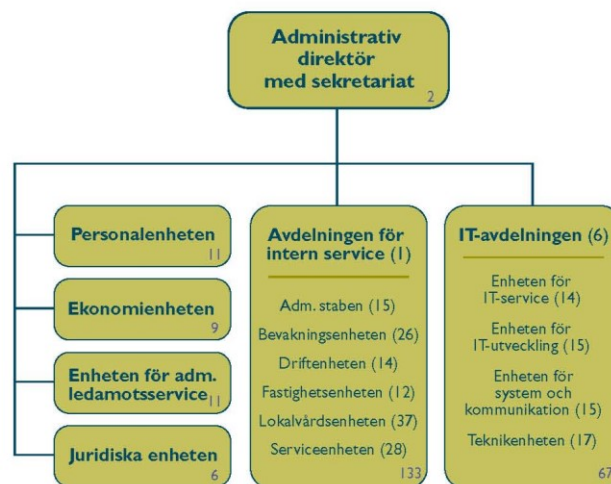 Administrativ
direktör
med sekretariat
2
Personalenheten
11
Ekonomienheten
9
Enheten för adm.
ledamotsservice
11
Juridiska enheten
6
Avdelningen för
intern service (1)
Adm. staben (15)
Bevakningsenheten (26)
Driftenheten (14)
Fastighetsenheten (12)
Lokalvårdsenheten (37)
Serviceenheten (28)
133
IT-avdelningen (6)
Enheten för
IT-service (14)
Enheten för
IT-utveckling (15)
Enheten för
system och
kommunikation (15)
Teknikenheten (17)
67